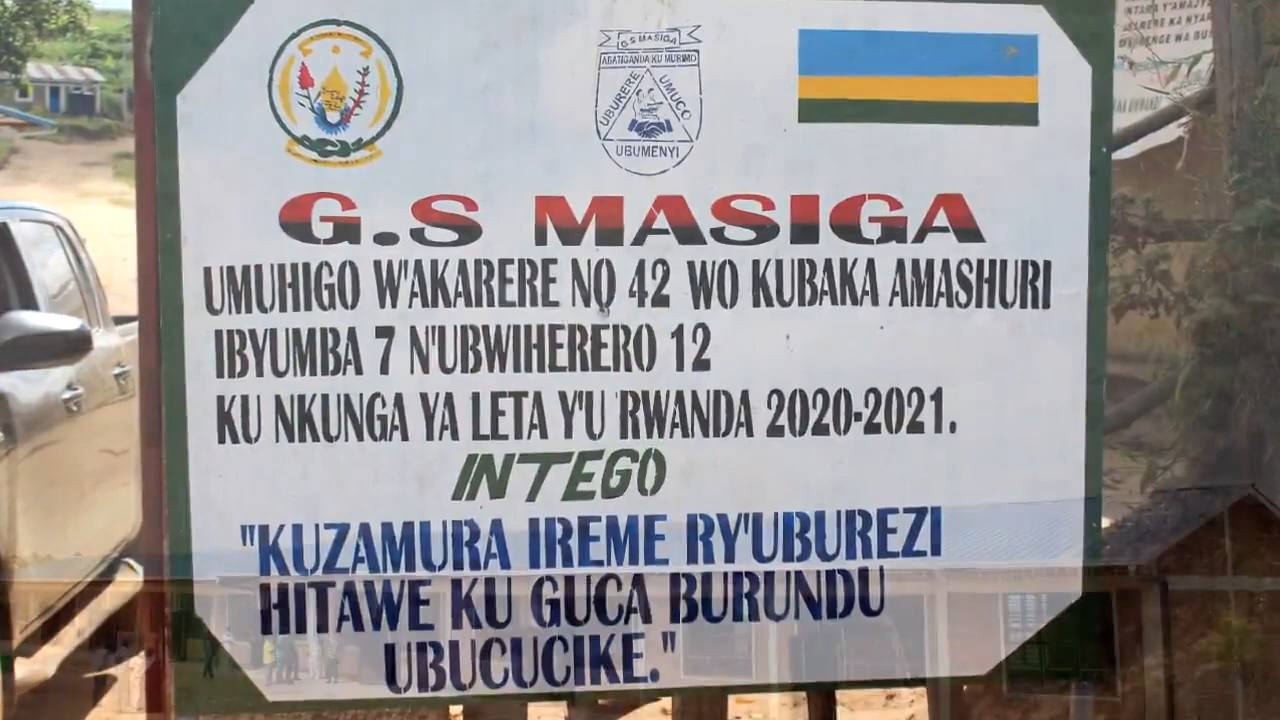 G S MASIGA
ABATIGANDA KU MURIMO
UBURERE
UMUCO
UBUMENYI
G.S MASIGA
UMUHIGO W'AKARERE NO 42 WO KUBAKA AMASHURI
IBYUMBA 7 N'UBWIHERERO 12
KU NKUNGA YA LETA Y'U RWANDA 2020-2021.
INTEGO
"KUZAMURA IREME RY'UBUREZI
HITAWE KU GUCA BURUNDU
UBUCUCIKE."